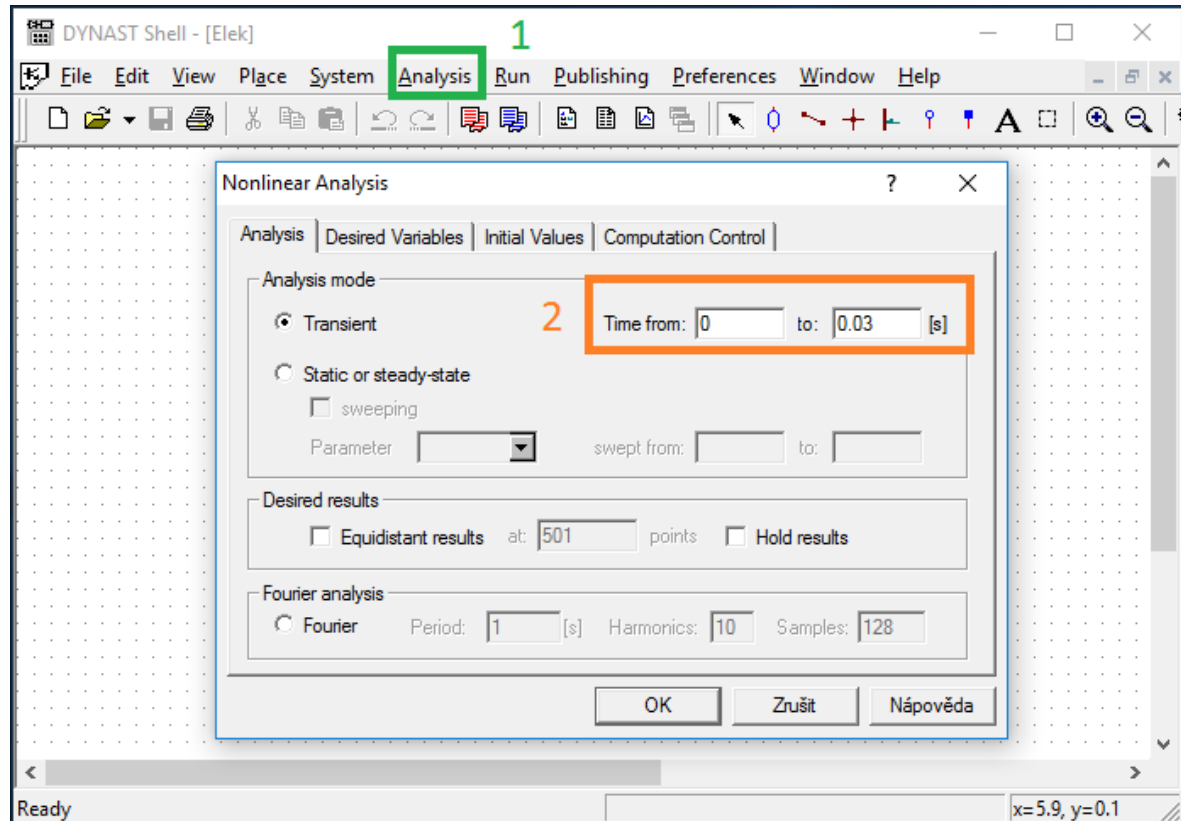 DYNAST Shell - [Elek]
1
File Edit View Place System Analysis Run Publishing Preferences Window Help
A
Nonlinear Analysis ?
Analysis Desired Variables Initial Values Computation Control
Analysis mode
Transient 2 Time from: 0 to: 0.03 [s]
Static or steady-state
sweeping
Parameter swept from: to:
Desired results
Equidistant results at: 501 points Hold results
Fourier analysis
Fourier Period: 1 [s] Harmonics: 10 Samples: 128
OK Zrušit Nápověda
Ready x=5.9, y=0.1